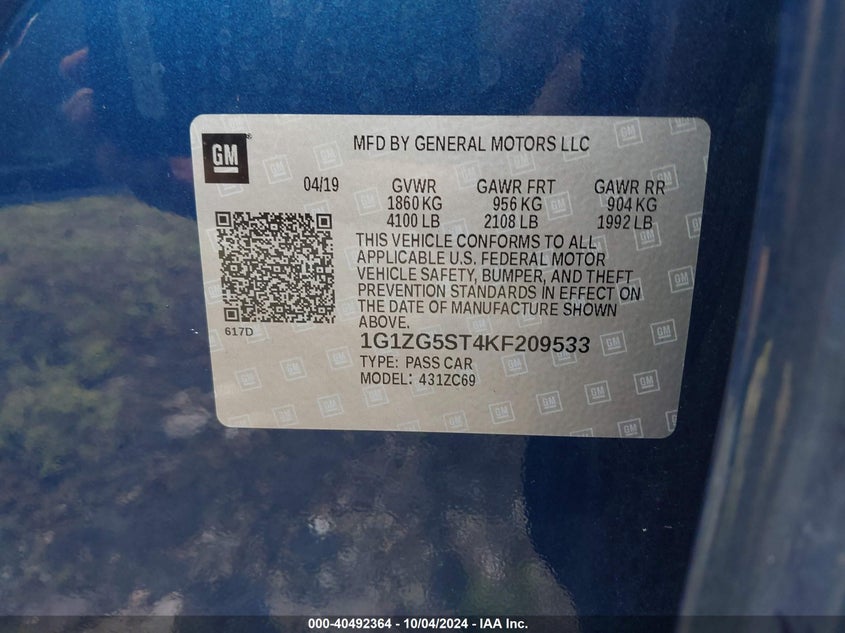 GM
MFD BY GENERAL MOTORS LLC
04/19 GVWR GAWR FRT GAWR RR
1860 KG 956 KG 904 KG
4100 LB 2108 LB 1992 LB
THIS VEHICLE CONFORMS TO ALL
APPLICABLE U.S. FEDERAL MOTOR
VEHICLE SAFETY, BUMPER, AND THEFT
PREVENTION STANDARDS IN EFFECT ON
THE DATE OF MANUFACTURE SHOWN
ABOVE.
617D
1G1ZG5ST4KF209533
TYPE: PASS CAR
MODEL: 431ZC69
000-40492364 - 10/04/2024 - IAA Inc.